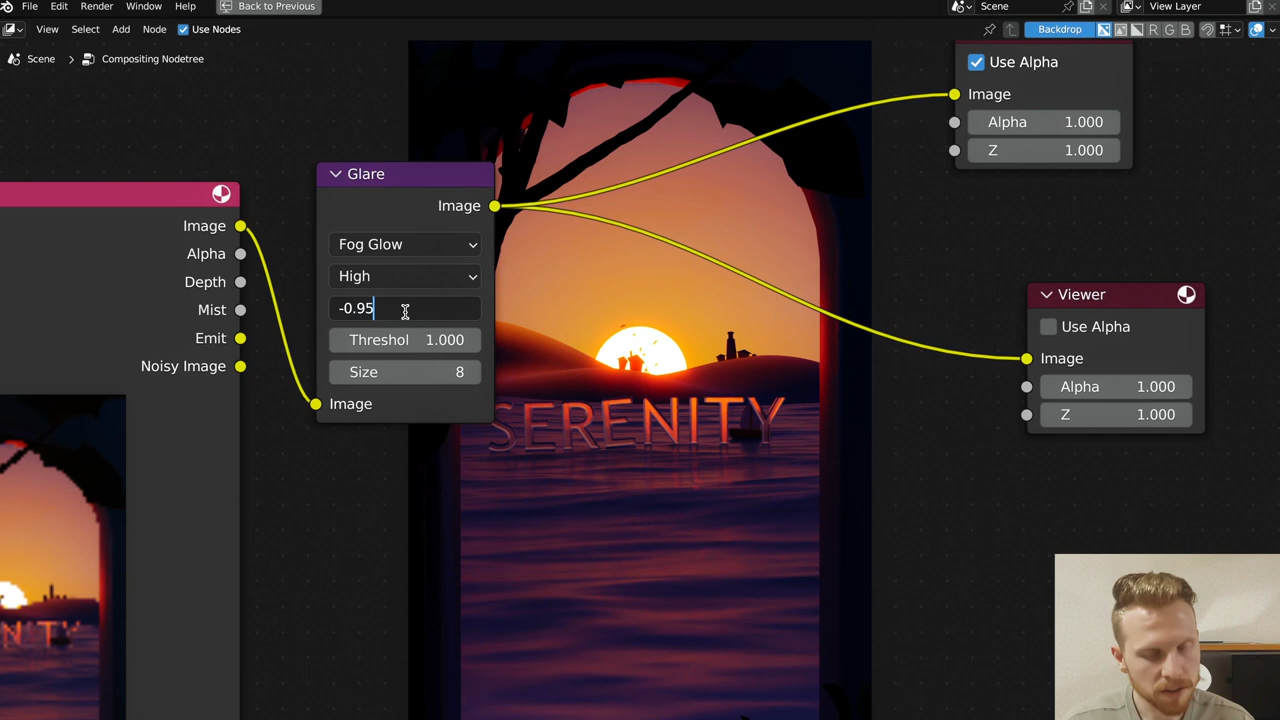 File Edit Render Window Help Back to Previous Scene View Layer
View Select Add Node Use Nodes Backdrop R G B
Scene Compositing Nodetree
Use Alpha
Image
Alpha 1.000
Z 1.000
Glare
Image
Fog Glow
High
-0.95
Threshol 1.000
Size 8
Image
Image
Alpha
Depth
Mist
Emit
Noisy Image
Viewer
Use Alpha
Image
Alpha 1.000
Z 1.000
SERENITY
NITY